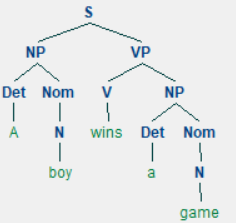 S
NP VP
Det Nom V NP
A N wins Det Nom
boy a N
game